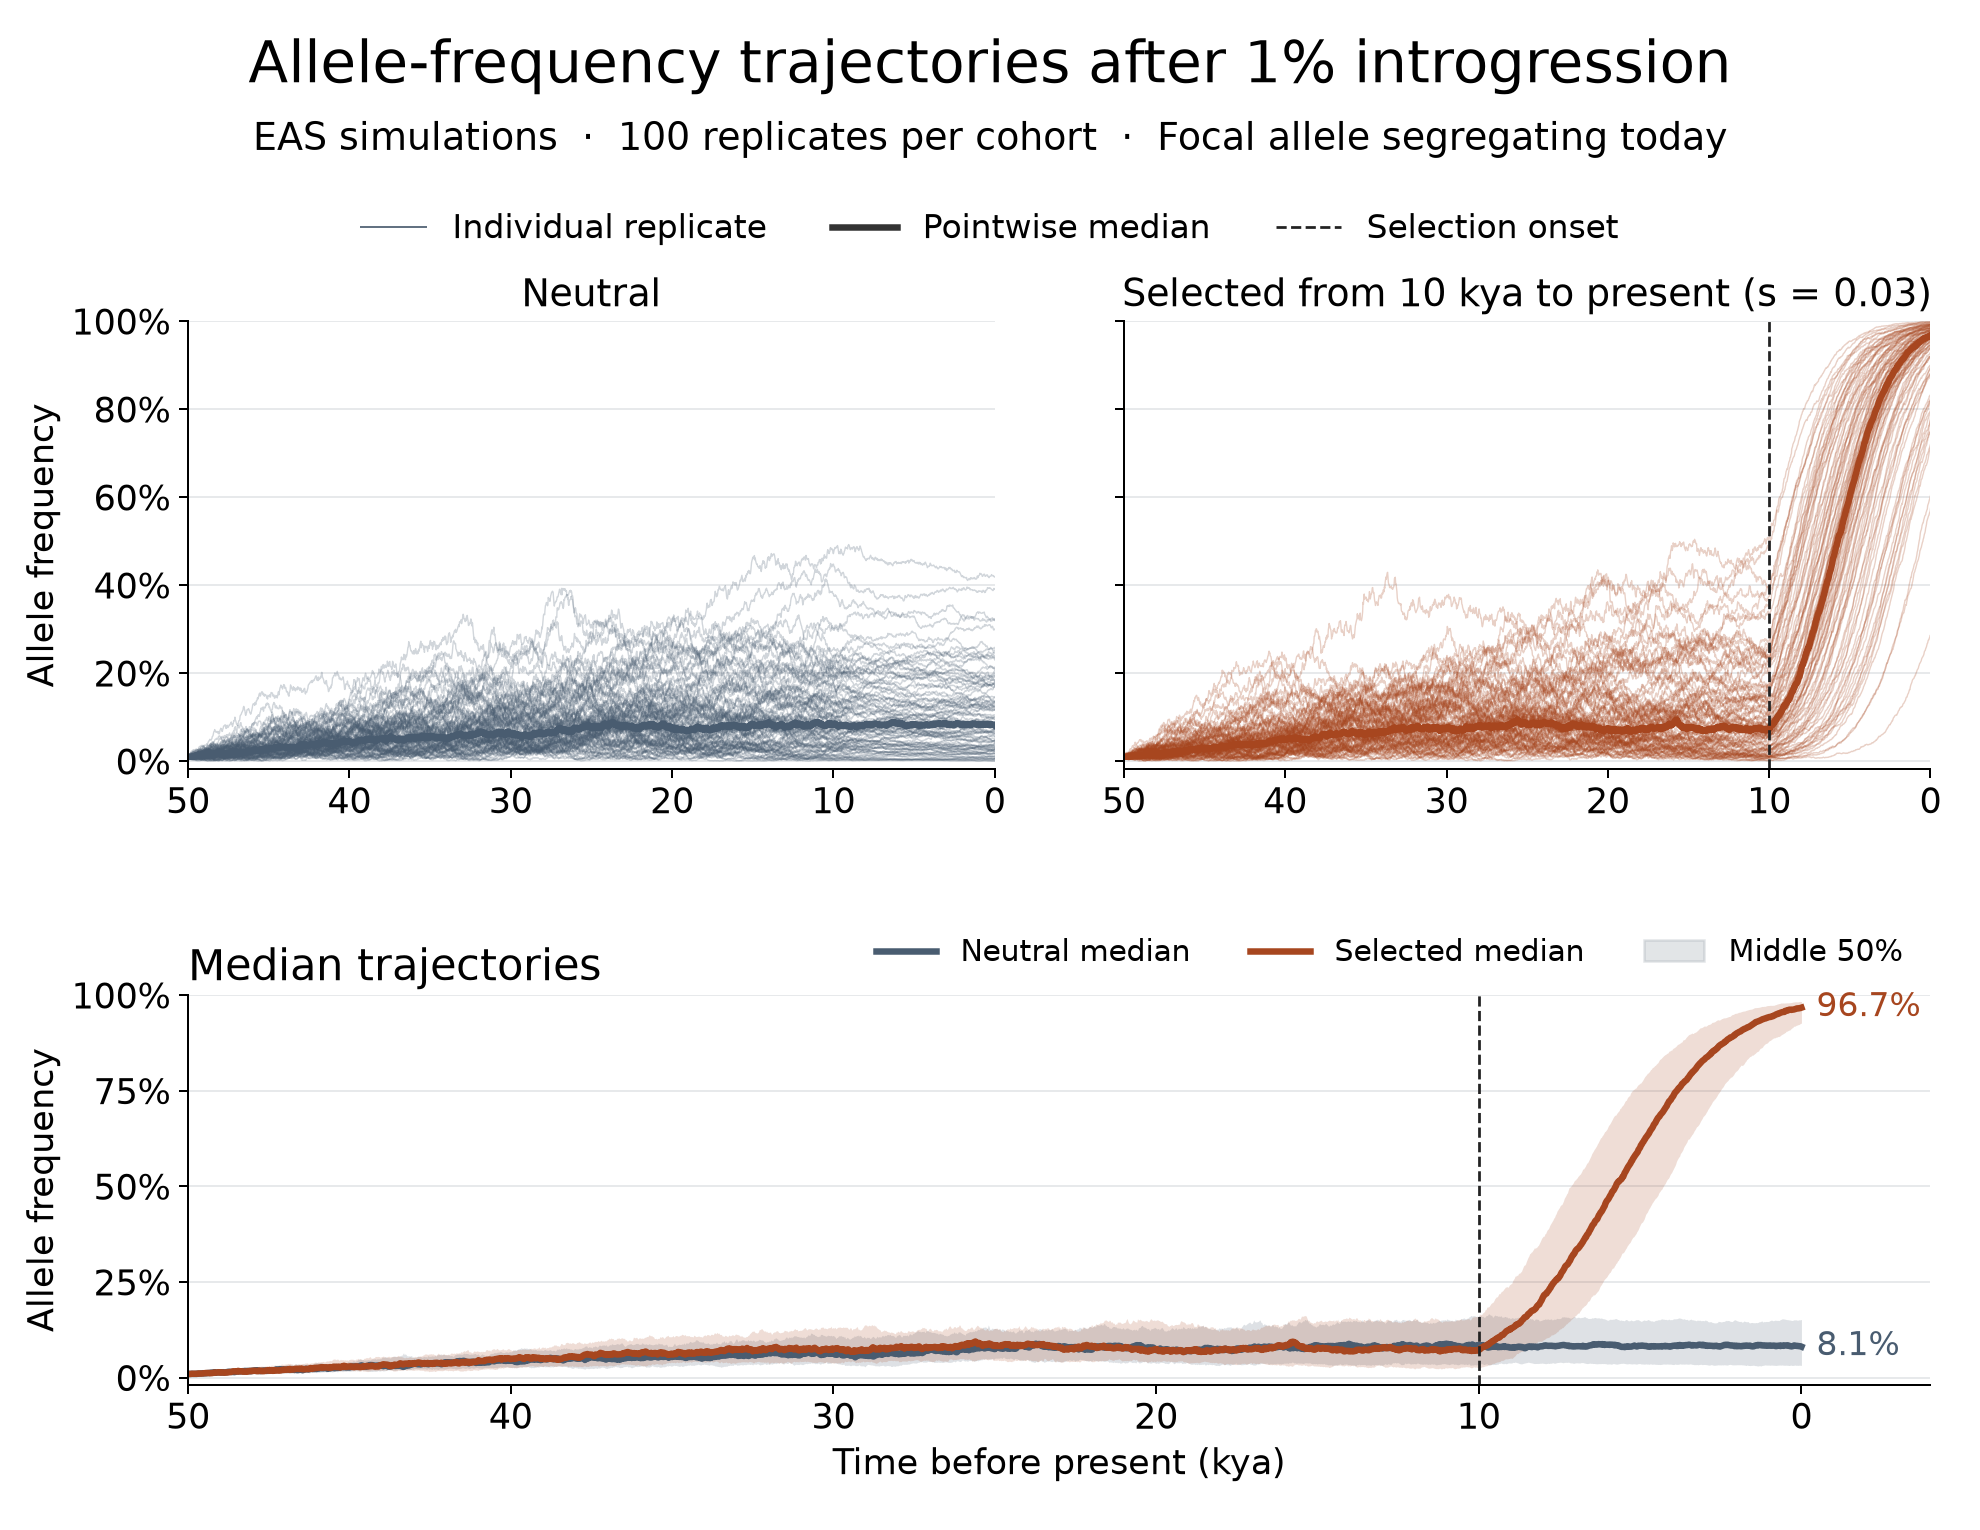 Allele-frequency trajectories after 1% introgression
EAS simulations · 100 replicates per cohort · Focal allele segregating today
Individual replicate Pointwise median Selection onset
Neutral
Selected from 10 kya to present (s = 0.03)
Allele frequency
100%
80%
60%
40%
20%
0%
50 40 30 20 10 0
50 40 30 20 10 0
Median trajectories
Neutral median Selected median Middle 50%
Allele frequency
100%
75%
50%
25%
0%
96.7%
8.1%
50 40 30 20 10 0
Time before present (kya)